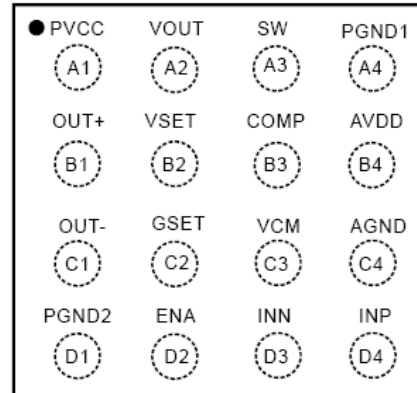 PVCC VOUT SW PGND1
A1 A2 A3 A4
OUT+ VSET COMP AVDD
B1 B2 B3 B4
OUT- GSET VCM AGND
C1 C2 C3 C4
PGND2 ENA INN INP
D1 D2 D3 D4